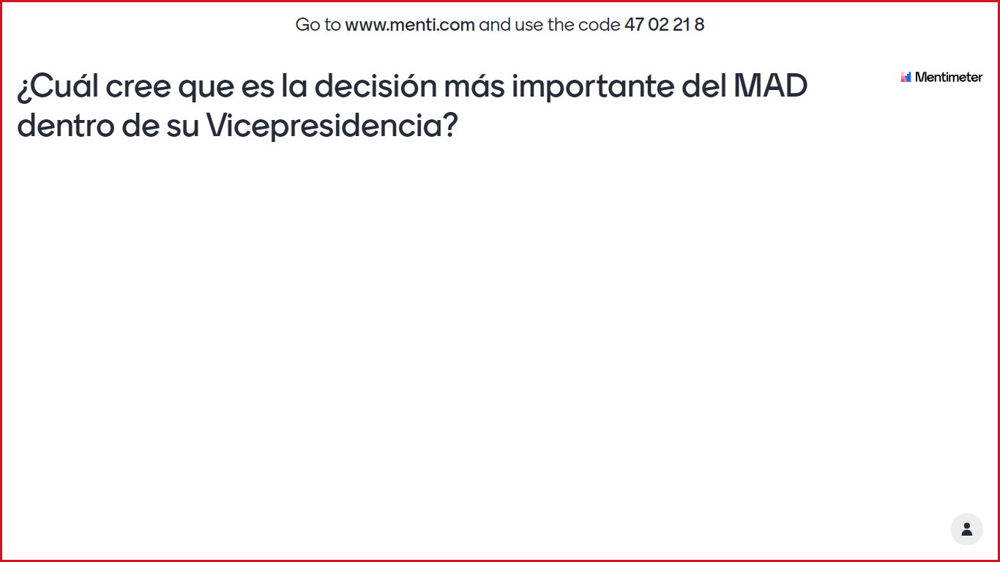 Go to www.menti.com and use the code 47 02 21 8
¿Cuál cree que es la decisión más importante del MAD
dentro de su Vicepresidencia?
Mentimeter